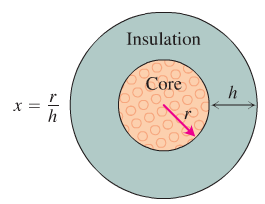 Insulation
Core
x = r/h
r
h